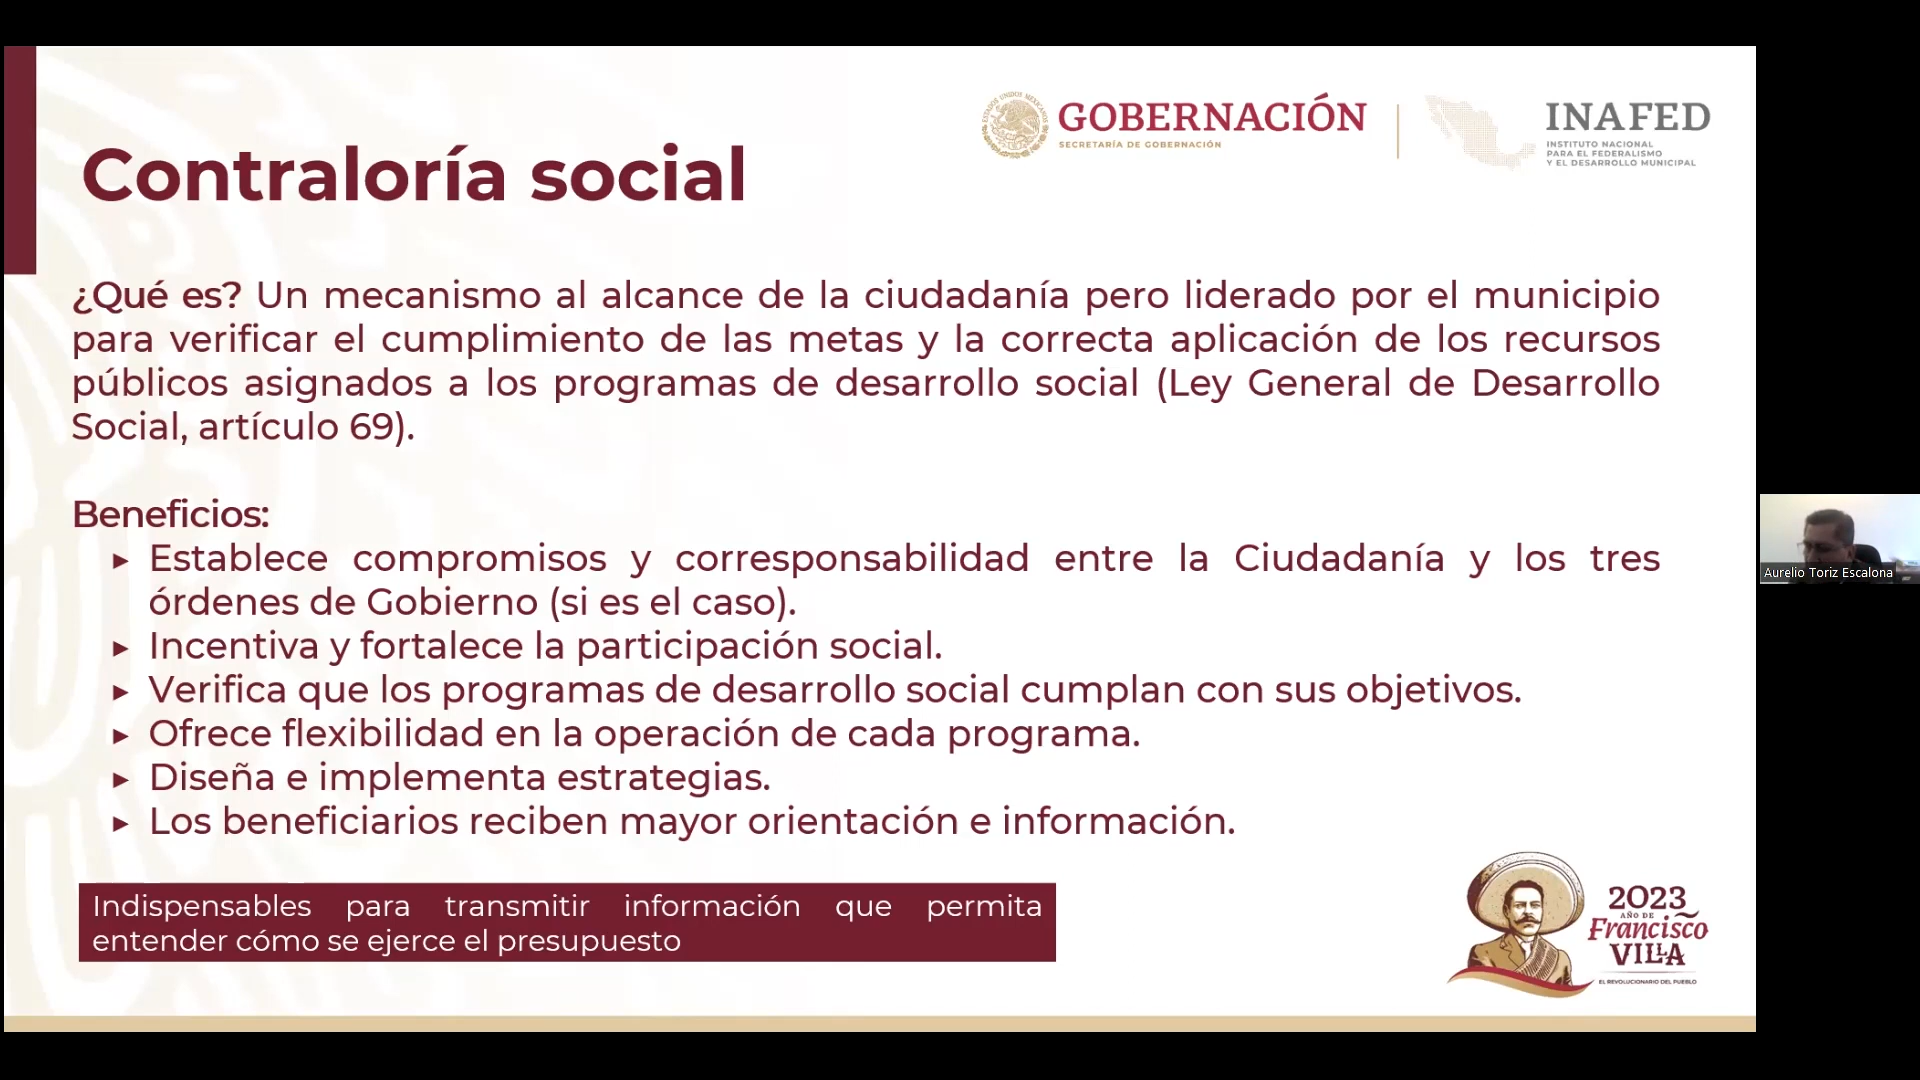 GOBERNACIÓN
SECRETARÍA DE GOBERNACIÓN
INAFED
INSTITUTO NACIONAL
PARA EL FEDERALISMO
Y EL DESARROLLO MUNICIPAL
Contraloría social
¿Qué es? Un mecanismo al alcance de la ciudadanía pero liderado por el municipio
para verificar el cumplimiento de las metas y la correcta aplicación de los recursos
públicos asignados a los programas de desarrollo social (Ley General de Desarrollo
Social, artículo 69).
Beneficios:
▸ Establece compromisos y corresponsabilidad entre la Ciudadanía y los tres
órdenes de Gobierno (si es el caso).
▸ Incentiva y fortalece la participación social.
▸ Verifica que los programas de desarrollo social cumplan con sus objetivos.
▸ Ofrece flexibilidad en la operación de cada programa.
▸ Diseña e implementa estrategias.
▸ Los beneficiarios reciben mayor orientación e información.
Indispensables para transmitir información que permita
entender cómo se ejerce el presupuesto
2023
AÑO DE
Francisco
VILLA
EL REVOLUCIONARIO DEL PUEBLO
Aurelio Toriz Escalona